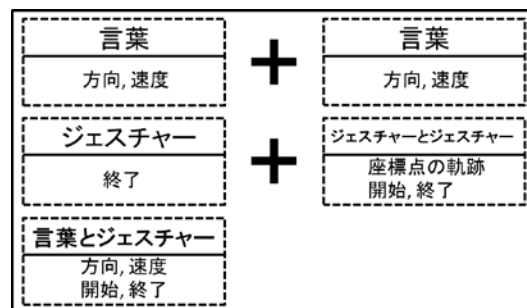 言葉
方向, 速度
+
言葉
方向, 速度
ジェスチャー
終了
+
ジェスチャーとジェスチャー
座標点の軌跡
開始, 終了
言葉とジェスチャー
方向, 速度
開始, 終了